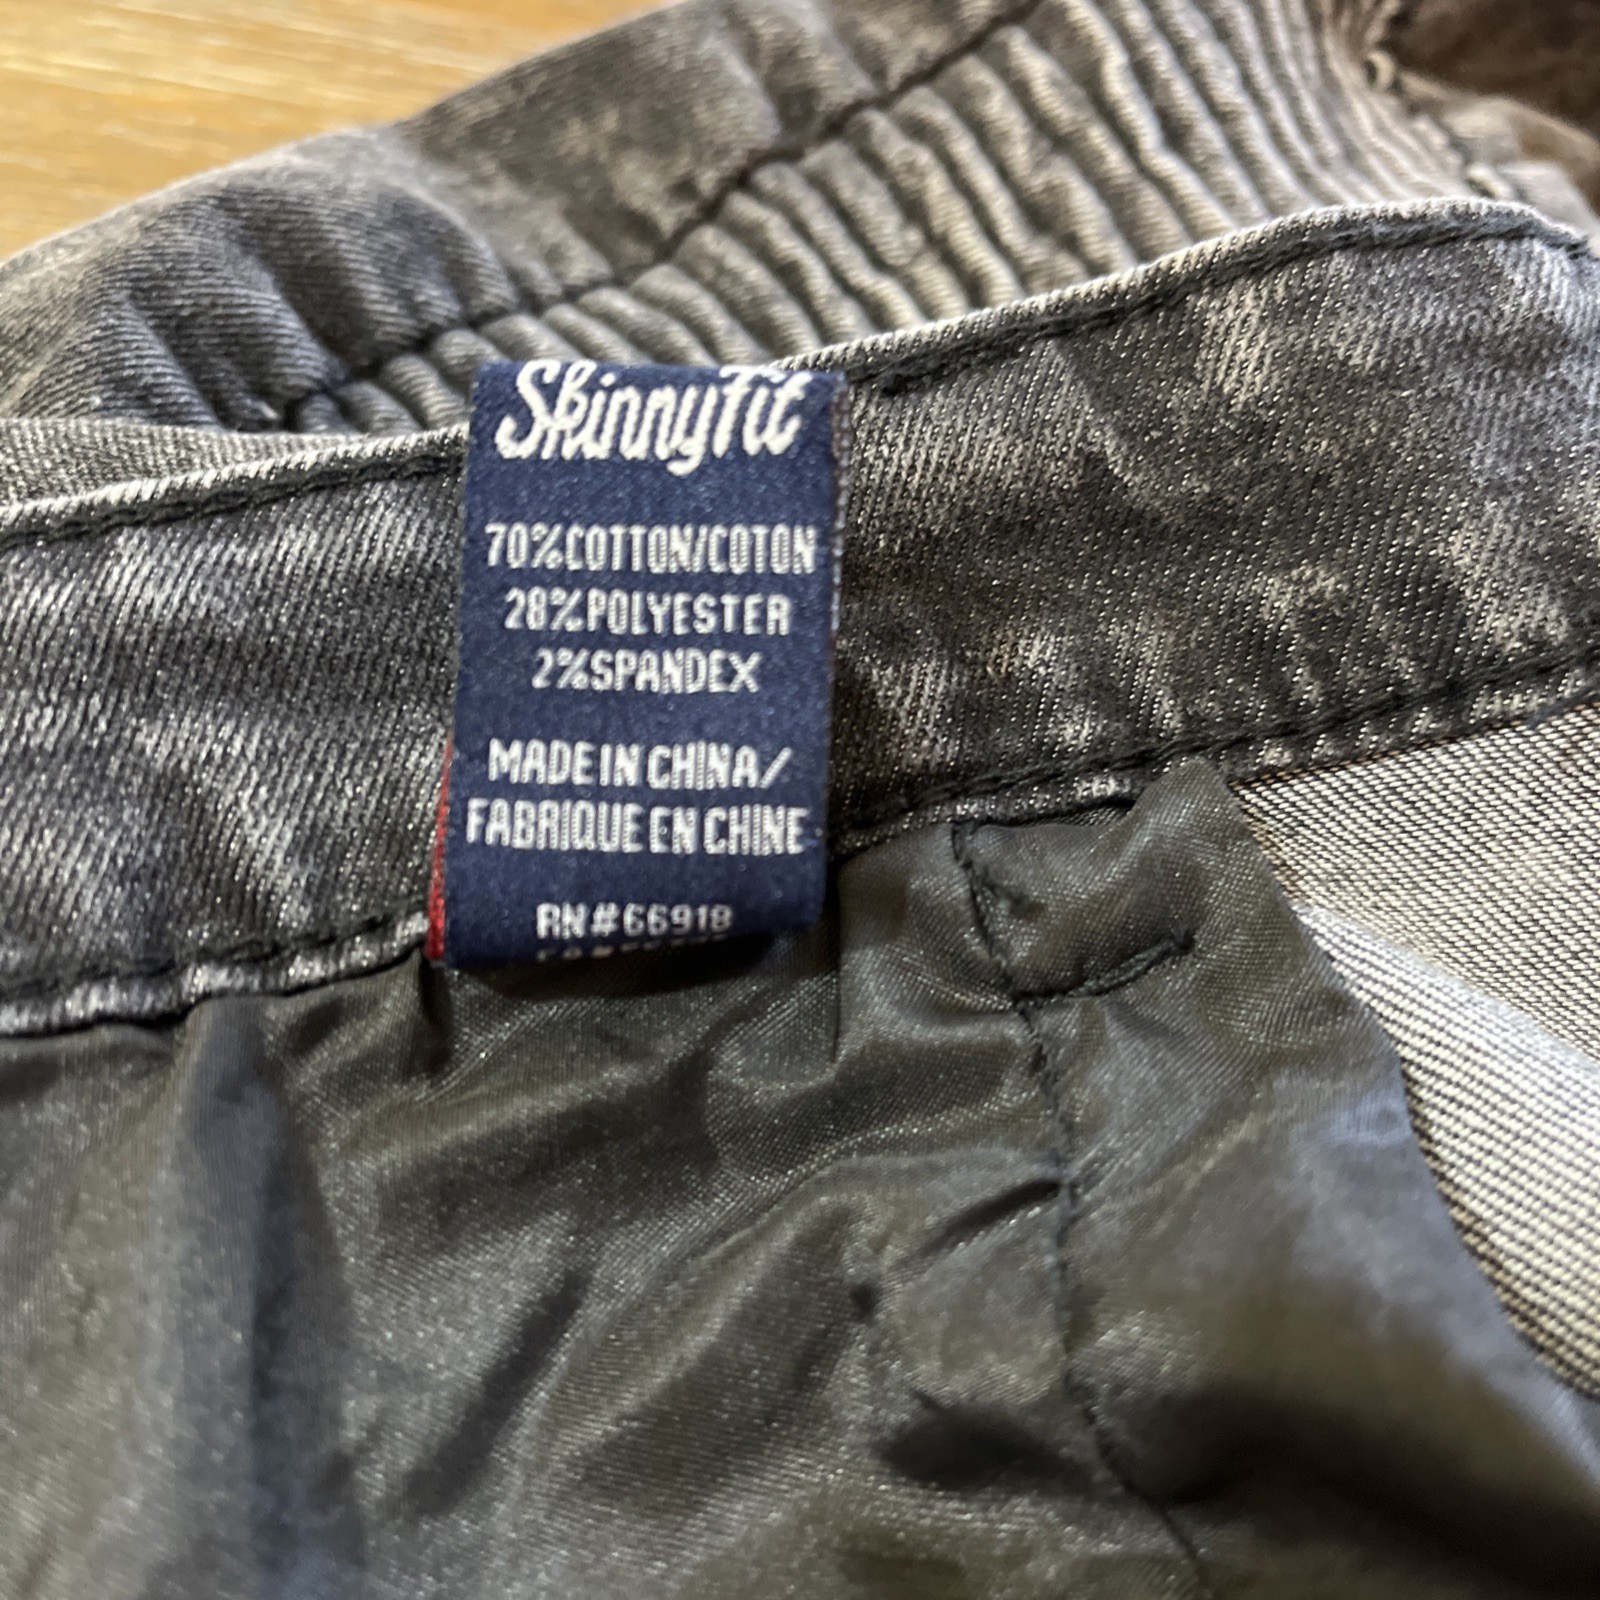 SkinnyFit
70%COTTON/COTON
28%POLYESTER
2%SPANDEX
MADE IN CHINA/
FABRIQUE EN CHINE
RN#66918